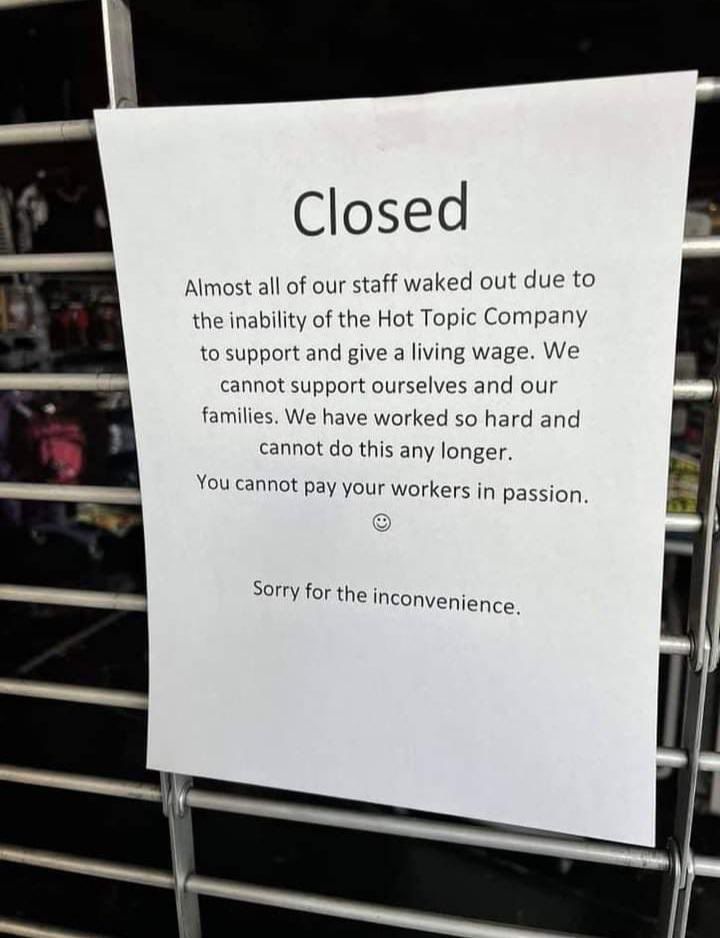 Closed
Almost all of our staff waked out due to
the inability of the Hot Topic Company
to support and give a living wage. We
cannot support ourselves and our
families. We have worked so hard and
cannot do this any longer.
You cannot pay your workers in passion.
☺
Sorry for the inconvenience.